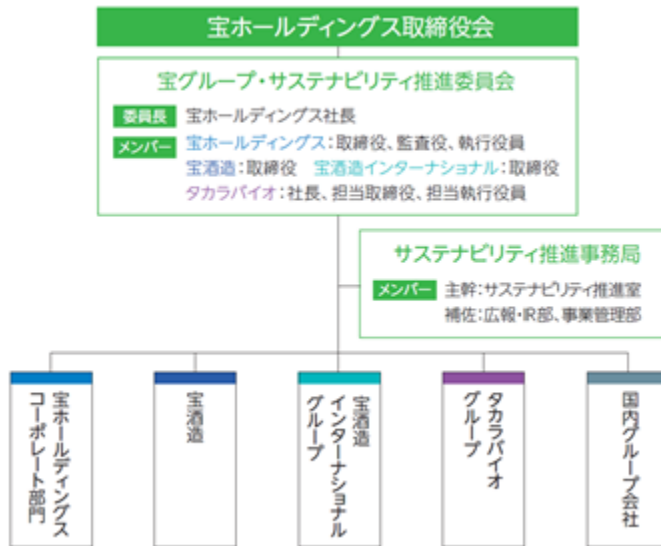 宝ホールディングス取締役会
宝グループ・サステナビリティ推進委員会
委員長 宝ホールディングス社長
メンバー 宝ホールディングス：取締役、監査役、執行役員
宝酒造：取締役 宝酒造インターナショナル：取締役
タカラバイオ：社長、担当取締役、担当執行役員
サステナビリティ推進事務局
メンバー 主幹：サステナビリティ推進室
補佐：広報・IR部、事業管理部
宝ホールディングス
コーポレート部門
宝酒造
宝酒造
インターナショナル
グループ
タカラバイオ
グループ
国内グループ会社